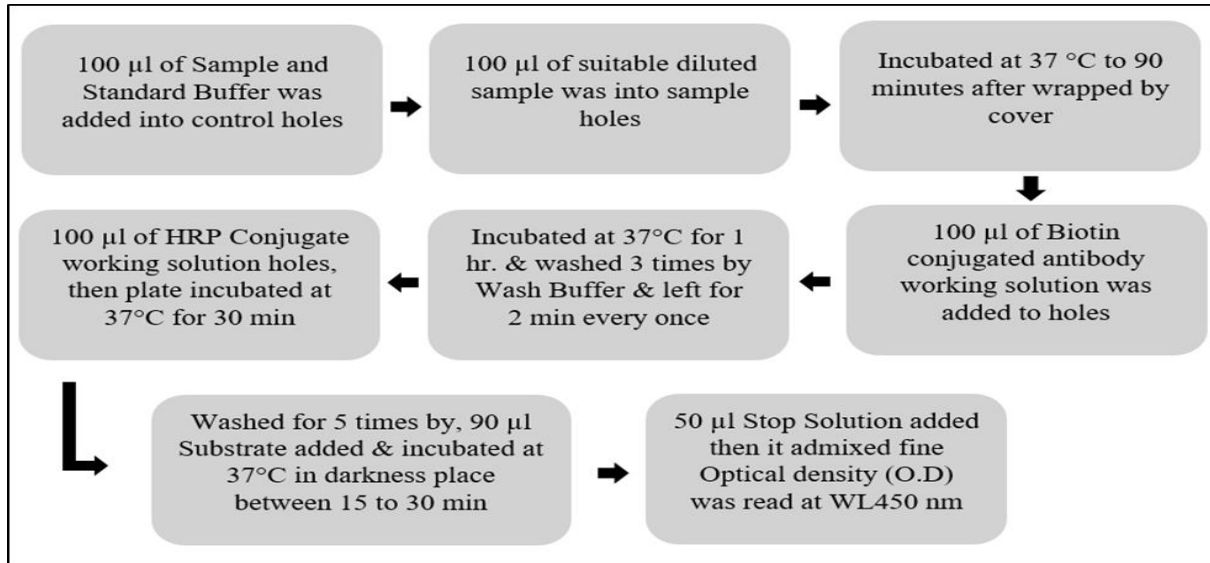 100 µl of Sample and
Standard Buffer was
added into control holes
100 µl of suitable diluted
sample was into sample
holes
Incubated at 37 °C to 90
minutes after wrapped by
cover
100 µl of Biotin
conjugated antibody
working solution was
added to holes
Incubated at 37°C for 1
hr. & washed 3 times by
Wash Buffer & left for
2 min every once
100 µl of HRP Conjugate
working solution holes,
then plate incubated at
37°C for 30 min
Washed for 5 times by, 90 µl
Substrate added & incubated at
37°C in darkness place
between 15 to 30 min
50 µl Stop Solution added
then it admixed fine
Optical density (O.D)
was read at WL450 nm